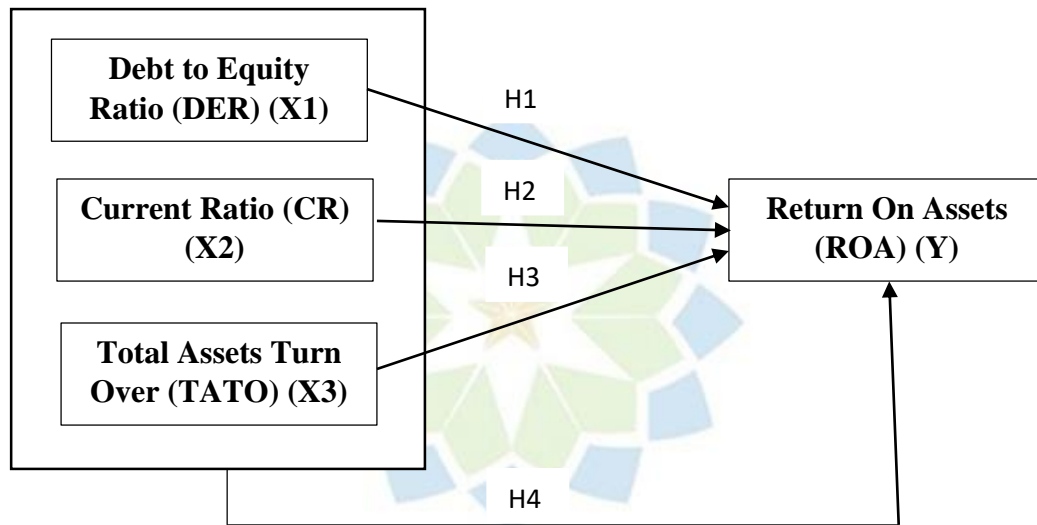 Debt to Equity
Ratio (DER) (X1)
H1
Current Ratio (CR)
(X2)
H2
Return On Assets
(ROA) (Y)
H3
Total Assets Turn
Over (TATO) (X3)
H4